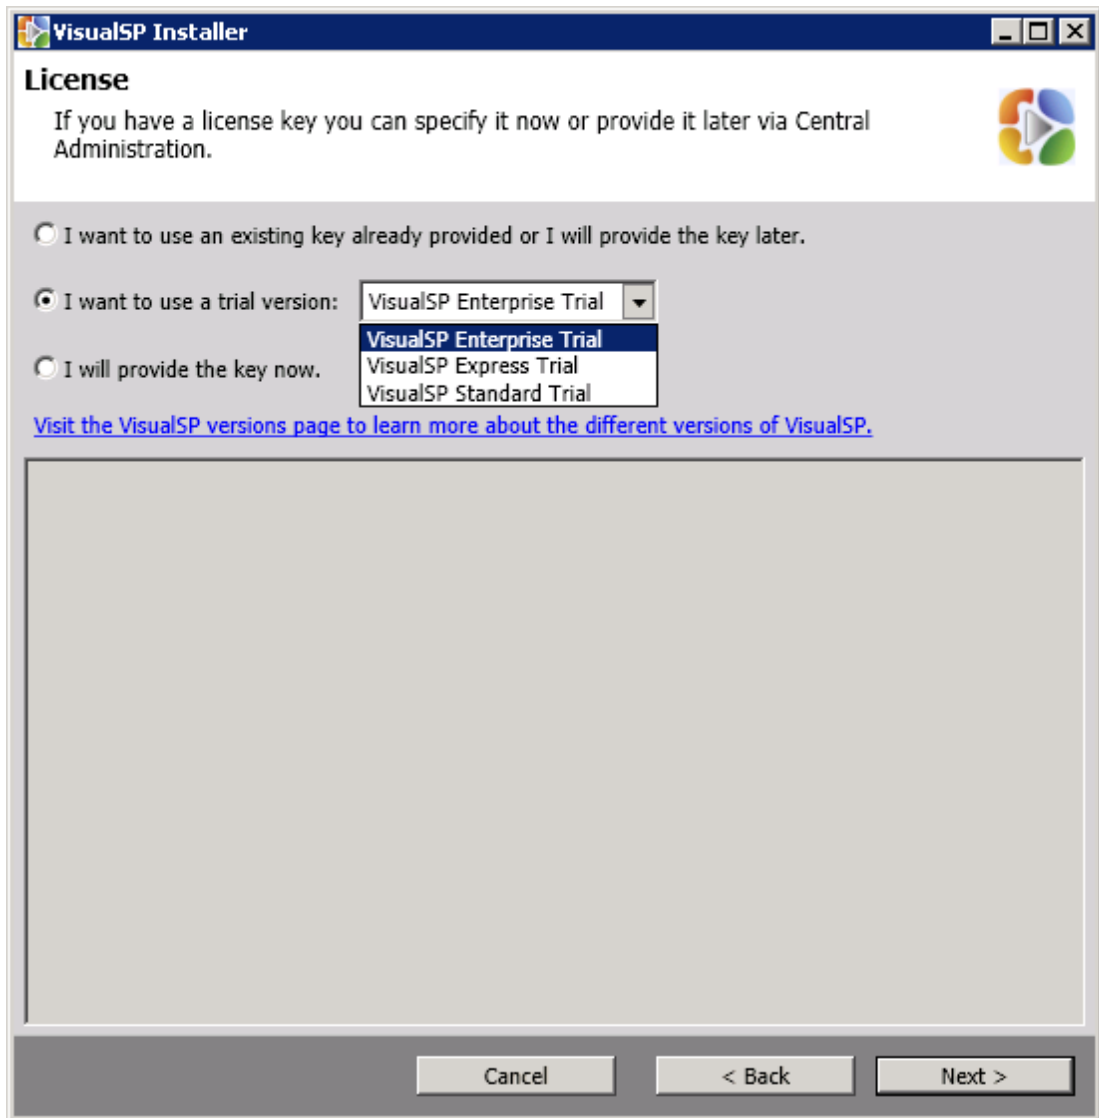 VisualSP Installer
License
If you have a license key you can specify it now or provide it later via Central
Administration.
I want to use an existing key already provided or I will provide the key later.
I want to use a trial version: VisualSP Enterprise Trial
VisualSP Enterprise Trial
VisualSP Express Trial
I will provide the key now.
VisualSP Standard Trial
Visit the VisualSP versions page to learn more about the different versions of VisualSP.
Cancel < Back Next >